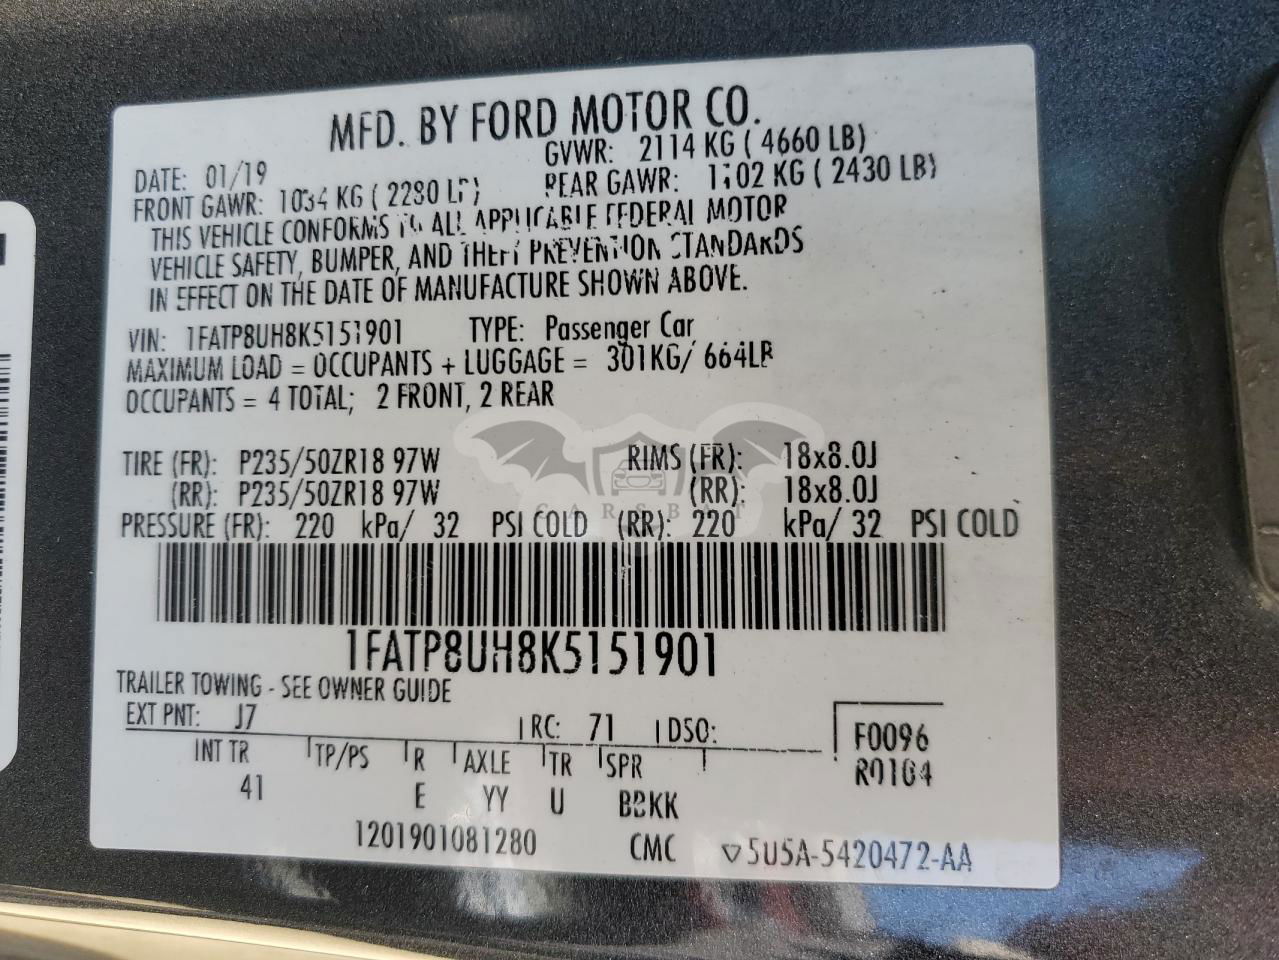 MFD. BY FORD MOTOR CO.
DATE: 01/19 GVWR: 2114 KG ( 4660 LB)
FRONT GAWR: 1034 KG ( 2280 LB) REAR GAWR: 1102 KG ( 2430 LB)
THIS VEHICLE CONFORMS TO ALL APPLICABLE FEDERAL MOTOR
VEHICLE SAFETY, BUMPER, AND THEFT PREVENTION STANDARDS
IN EFFECT ON THE DATE OF MANUFACTURE SHOWN ABOVE.
VIN: 1FATP8UH8K5151901 TYPE: Passenger Car
MAXIMUM LOAD = OCCUPANTS + LUGGAGE = 301KG/ 664LB
OCCUPANTS = 4 TOTAL; 2 FRONT, 2 REAR
TIRE (FR): P235/50ZR18 97W RIMS (FR): 18x8.0J
(RR): P235/50ZR18 97W (RR): 18x8.0J
CARSBAT
PRESSURE (FR): 220 kPa/ 32 PSI COLD (RR): 220 kPa/ 32 PSI COLD
1FATP8UH8K5151901
TRAILER TOWING - SEE OWNER GUIDE
EXT PNT: J7 RC: 71 DSO: F0096
INT TR TP/PS R AXLE TR SPR R0104
41 E YY U BBKK
1201901081280 CMC ▽5U5A-5420472-AA